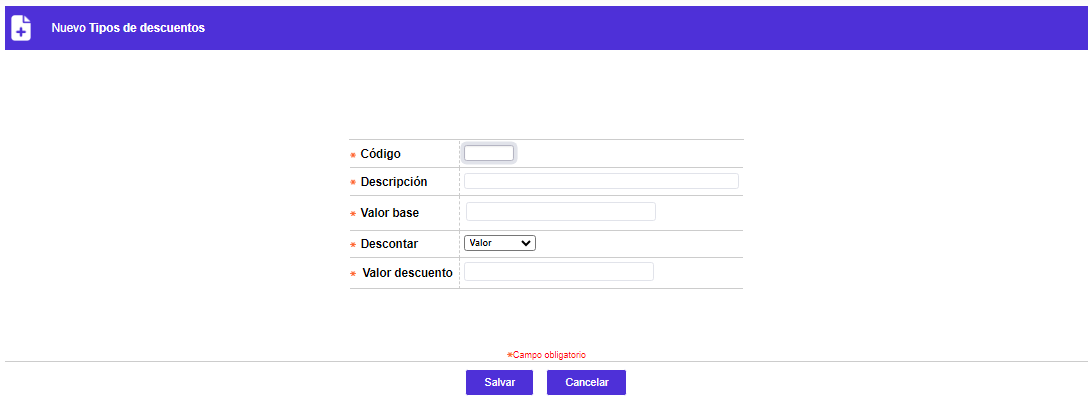 Nuevo Tipos de descuentos
* Código
* Descripción
* Valor base
* Descontar Valor
* Valor descuento
*Campo obligatorio
Salvar Cancelar